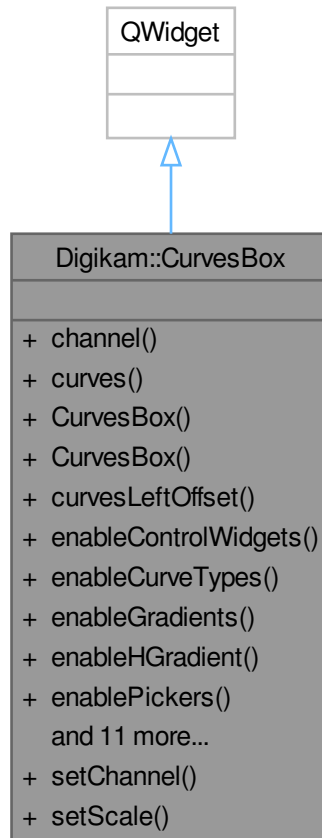 QWidget
Digikam::CurvesBox
+ channel()
+ curves()
+ CurvesBox()
+ CurvesBox()
+ curvesLeftOffset()
+ enableControlWidgets()
+ enableCurveTypes()
+ enableGradients()
+ enableHGradient()
+ enablePickers()
and 11 more...
+ setChannel()
+ setScale()